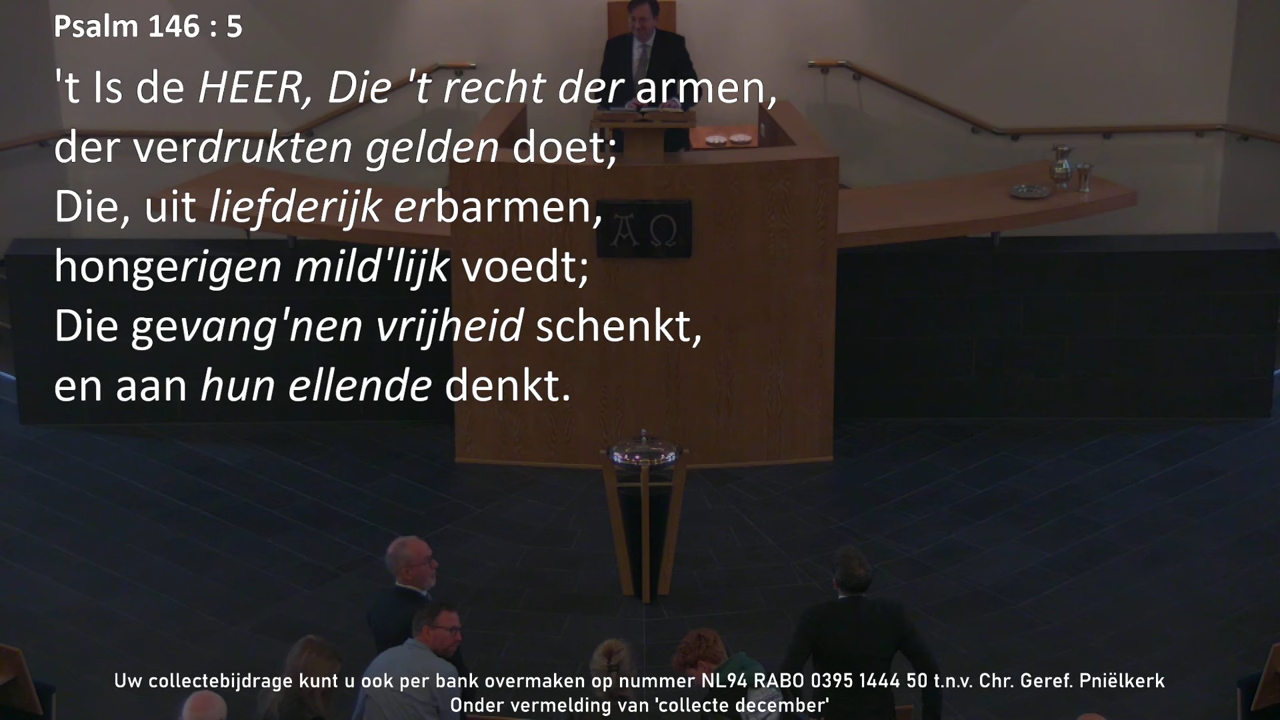 Psalm 146 : 5
't Is de HEER, Die 't recht der armen,
der verdrukten gelden doet;
Die, uit liefderijk erbarmen,
hongerigen mild'lijk voedt;
Die gevang'nen vrijheid schenkt,
en aan hun ellende denkt.
Α Ω
Uw collectebijdrage kunt u ook per bank overmaken op nummer NL94 RABO 0395 1444 50 t.n.v. Chr. Geref. Pniëlkerk
Onder vermelding van 'collecte december'